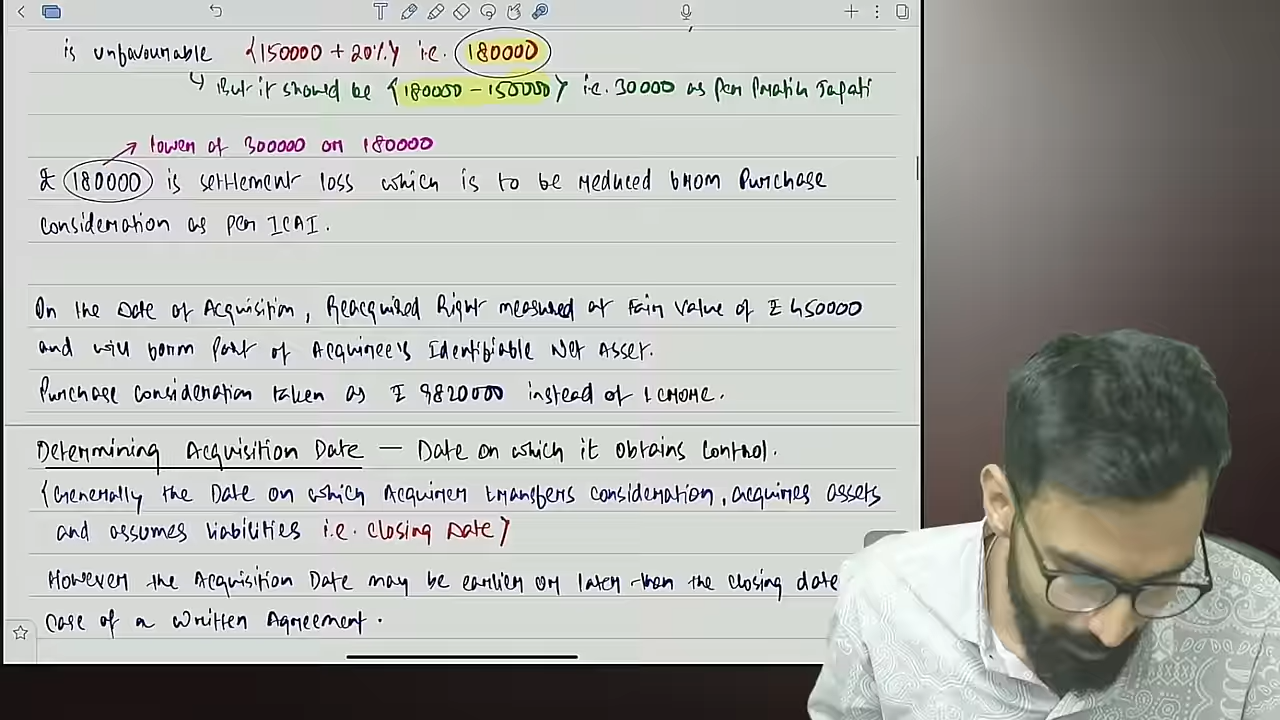 is unfavourable {150000 + 20%} i.e. 180000
But it should be {180000 - 150000} i.e. 30000 as per Pratik Jagati
lower of 300000 or 180000
₹ 180000 is settlement loss which is to be reduced from Purchase
consideration as per ICAI.
On the Date of Acquisition, Reacquired Right measured at Fair Value of ₹ 450000
and will form Part of Acquiree's Identifiable Net Asset.
Purchase consideration taken as ₹ 9820000 instead of 1 crore.
Determining Acquisition Date — Date on which it obtains control.
{Generally the Date on which Acquirer transfers consideration, acquires assets
and assumes liabilities i.e. closing Date}
However the Acquisition Date may be earlier or later than the closing date
case of a written Agreement.